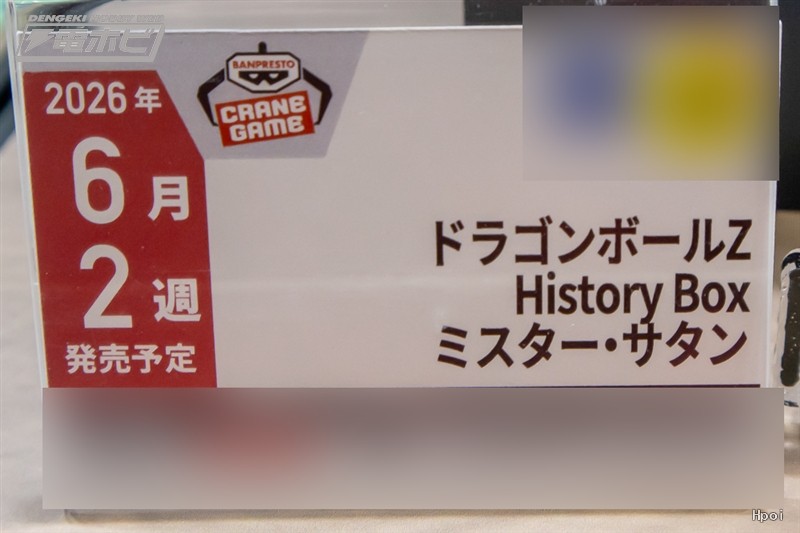 DENGEKI
電ホビ
BANPRESTO
CRANE
GAME
2026年
6月
2週
発売予定
ドラゴンボールZ
History Box
ミスター・サタン
Hpoi